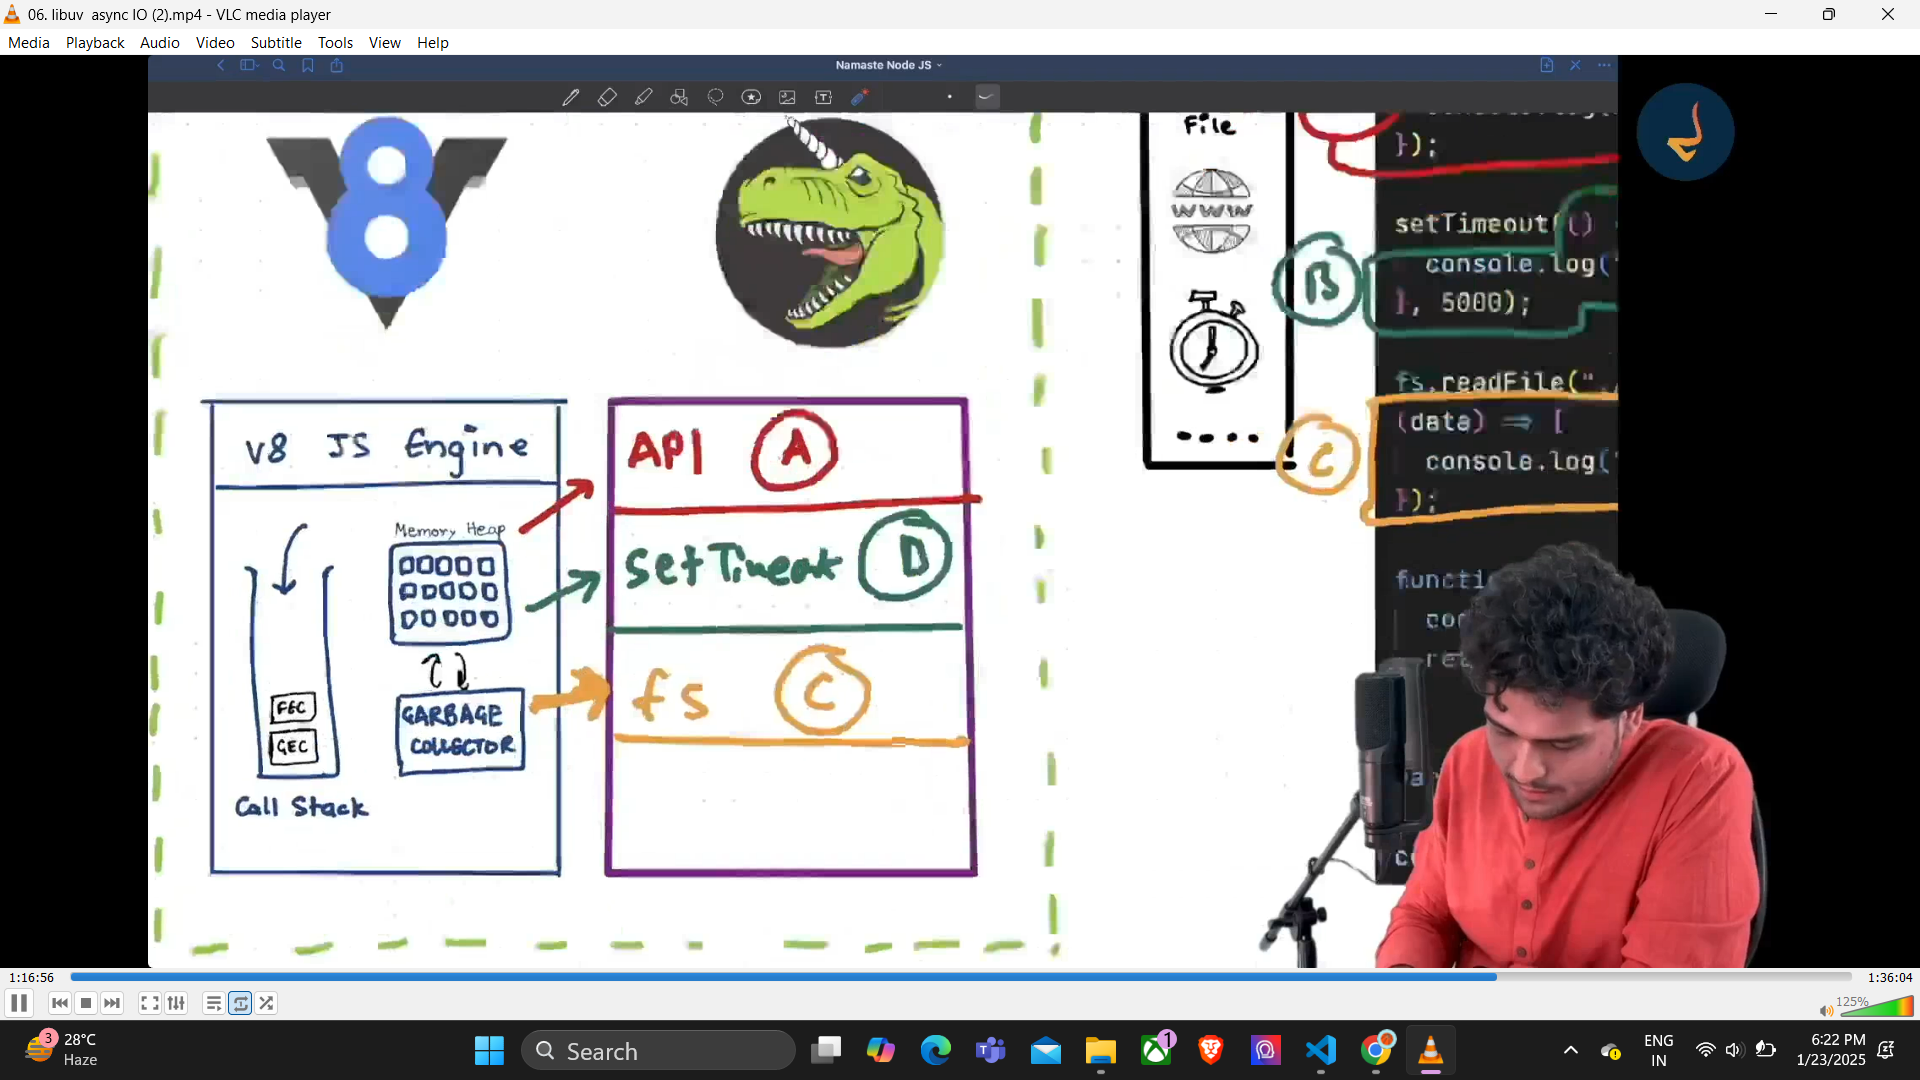 06. libuv async IO (2).mp4 - VLC media player
Media Playback Audio Video Subtitle Tools View Help
Namaste Node JS
V8
V8 JS Engine
Memory Heap
GARBAGE
COLLECTOR
FEC
GEC
Call Stack
API A
setTimeout D
fs C
File
WWW
B
C
});
setTimeout(()
console.log(
}, 5000);
fs.readFile("./
(data) => {
console.log(
});
functi
1:16:56
1:36:04
125%
3
28°C
Haze
Search
1
ENG
IN
6:22 PM
1/23/2025